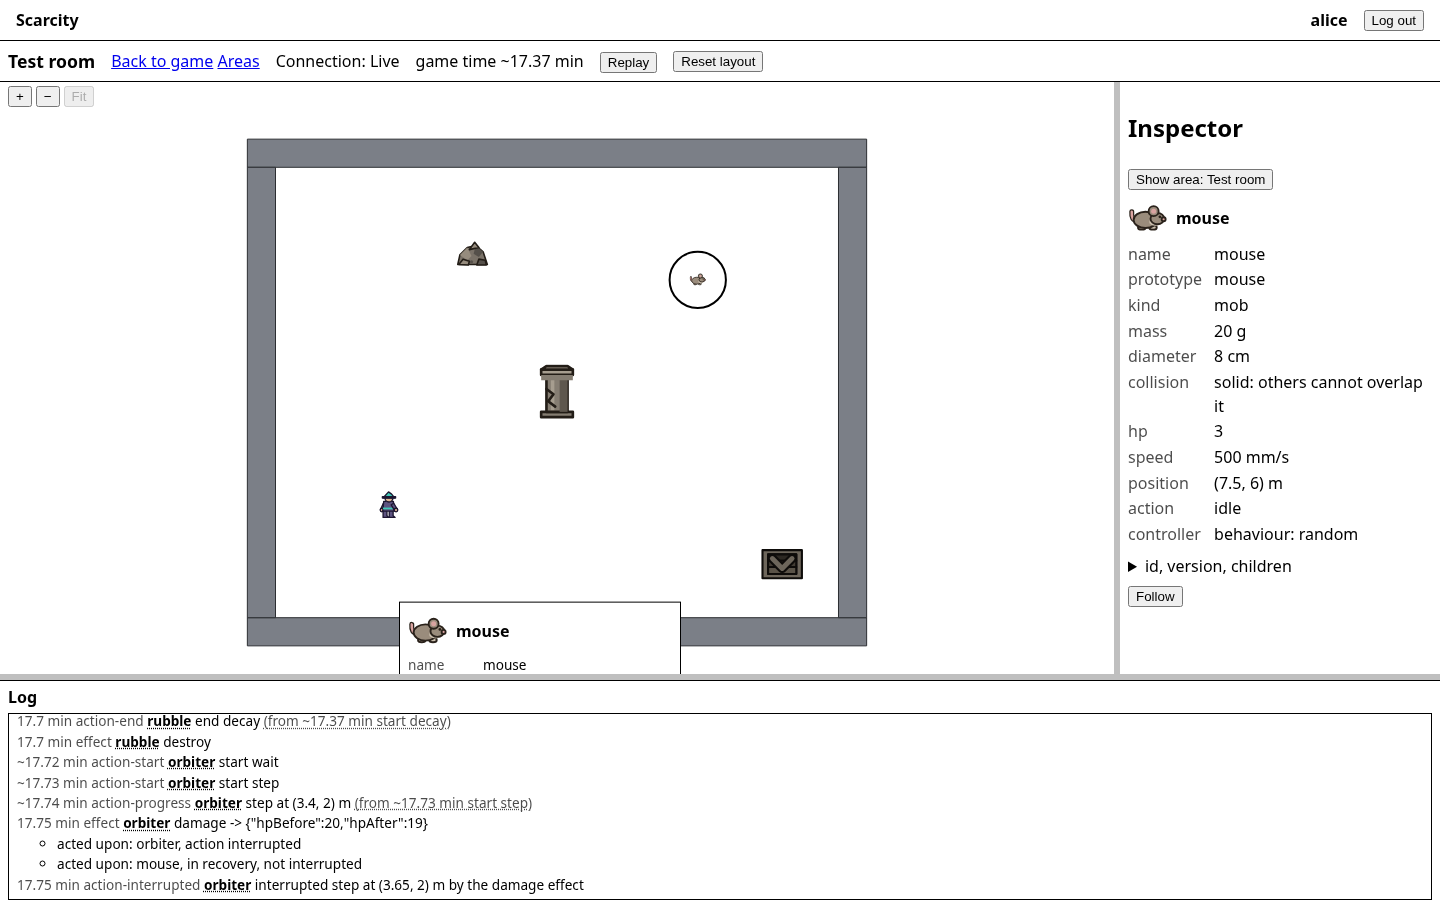 Scarcity
alice
Log out
Test room
Back to game Areas
Connection: Live
game time ~17.37 min
Replay
Reset layout
+
−
Fit
Inspector
Show area: Test room
mouse
name mouse
prototype mouse
kind mob
mass 20 g
diameter 8 cm
collision solid: others cannot overlap
it
hp 3
speed 500 mm/s
position (7.5, 6) m
action idle
controller behaviour: random
id, version, children
Follow
mouse
name mouse
Log
17.7 min action-end rubble end decay (from ~17.37 min start decay)
17.7 min effect rubble destroy
~17.72 min action-start orbiter start wait
~17.73 min action-start orbiter start step
~17.74 min action-progress orbiter step at (3.4, 2) m (from ~17.73 min start step)
17.75 min effect orbiter damage -> {"hpBefore":20,"hpAfter":19}
acted upon: orbiter, action interrupted
acted upon: mouse, in recovery, not interrupted
17.75 min action-interrupted orbiter interrupted step at (3.65, 2) m by the damage effect